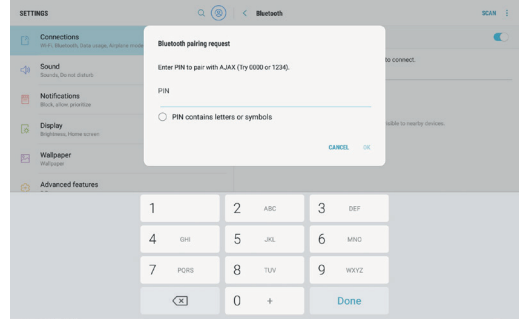 SETTINGS
Bluetooth
SCAN
Connections
Wi-Fi, Bluetooth, Data usage, Airplane mode
Sound
Sounds, Do not disturb
Notifications
Block, allow, prioritize
Display
Brightness, Home screen
Wallpaper
Wallpaper
Advanced features
to connect.
visible to nearby devices.
Bluetooth pairing request
Enter PIN to pair with AJAX (Try 0000 or 1234).
PIN
PIN contains letters or symbols
CANCEL OK
1 2 ABC 3 DEF
4 GHI 5 JKL 6 MNO
7 PQRS 8 TUV 9 WXYZ
0 + Done